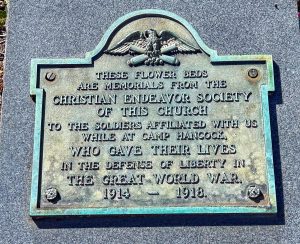 THESE FLOWER BEDS
ARE MEMORIALS FROM THE
CHRISTIAN ENDEAVOR SOCIETY
OF THIS CHURCH
TO THE SOLDIERS AFFILIATED WITH US
WHILE AT CAMP HANCOCK,
WHO GAVE THEIR LIVES
IN THE DEFENSE OF LIBERTY IN
THE GREAT WORLD WAR.
1914 — 1918.